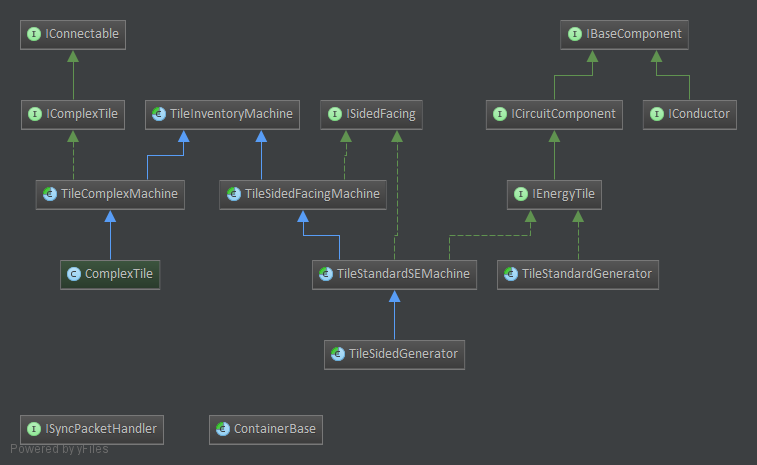 IConnectable
IBaseComponent
IComplexTile
TileInventoryMachine
ISidedFacing
ICircuitComponent
IConductor
TileComplexMachine
TileSidedFacingMachine
IEnergyTile
ComplexTile
TileStandardSEMachine
TileStandardGenerator
TileSidedGenerator
ISyncPacketHandler
ContainerBase
Powered by yFiles